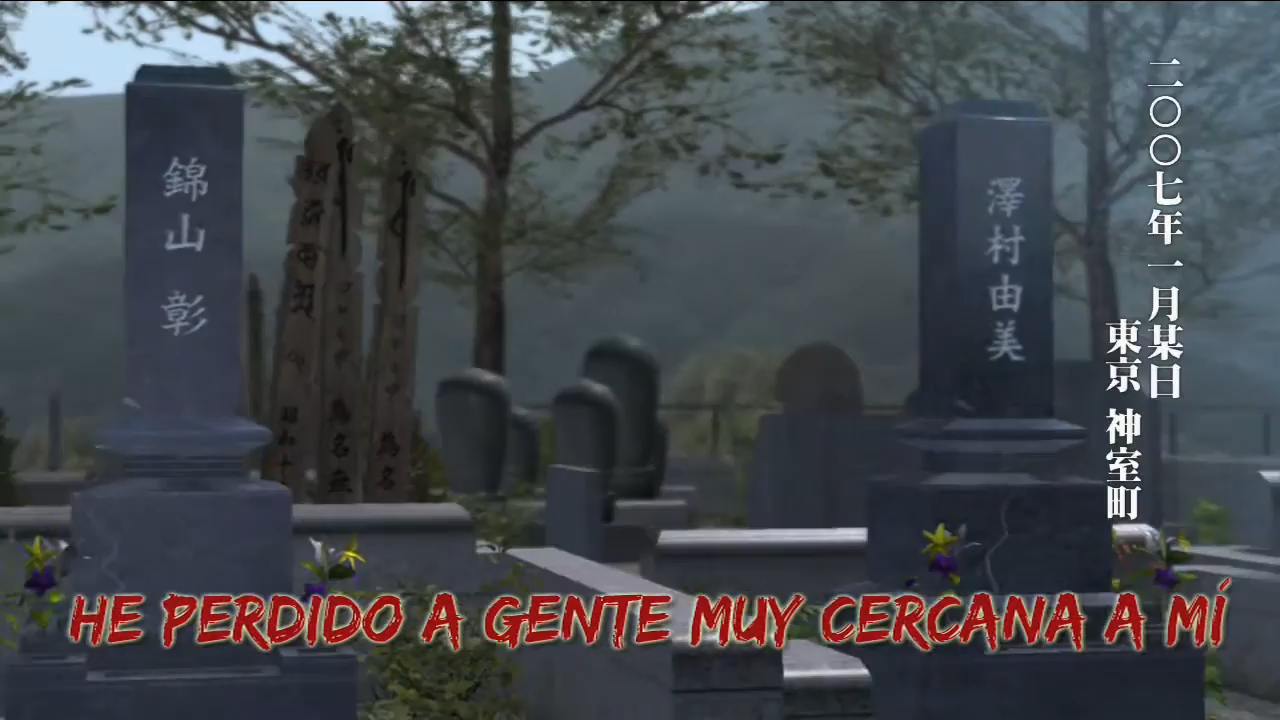 二〇〇七年一月某日
東京 神室町
錦山 彰
澤村由美
HE PERDIDO A GENTE MUY CERCANA A MÍ